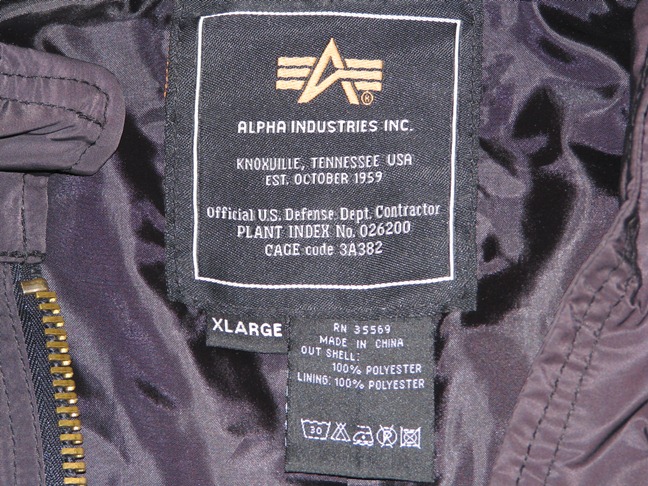 ®
ALPHA INDUSTRIES INC.
KNOXVILLE, TENNESSEE USA
EST. OCTOBER 1959
Official U.S. Defense Dept. Contractor
PLANT INDEX No. 026200
CAGE code 3A382
XLARGE
RN 35569
MADE IN CHINA
OUT SHELL:
100% POLYESTER
LINING: 100% POLYESTER
30